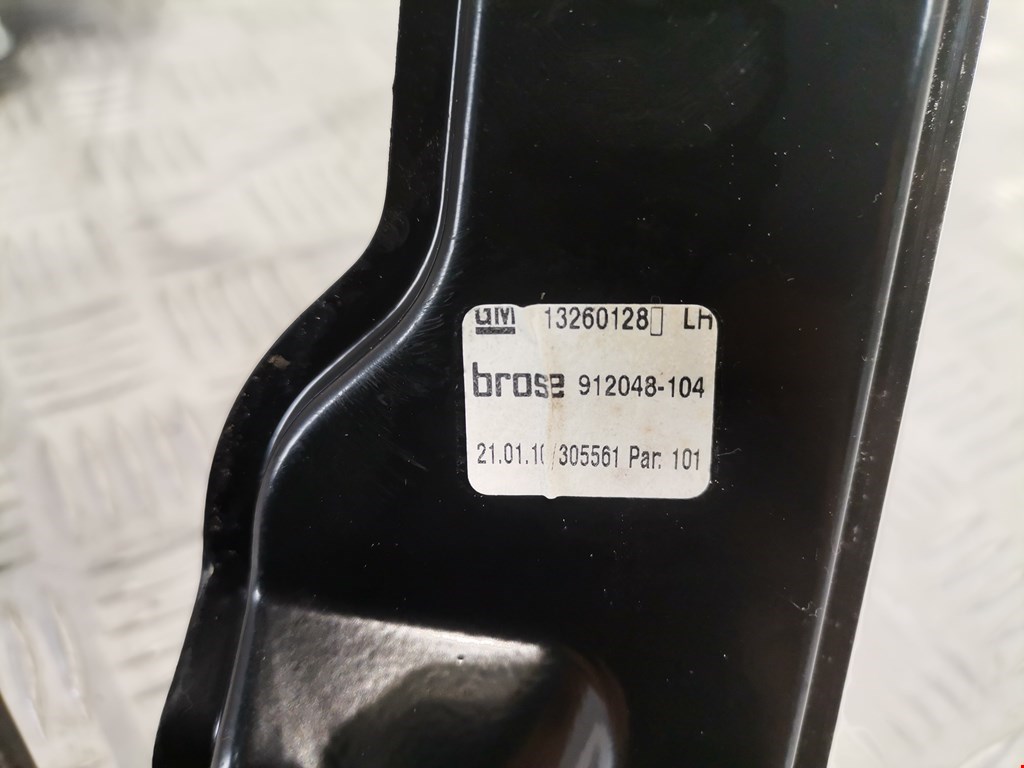 GM 13260128▯ LH
brose 912048-104
21.01.10 305561 Par. 101